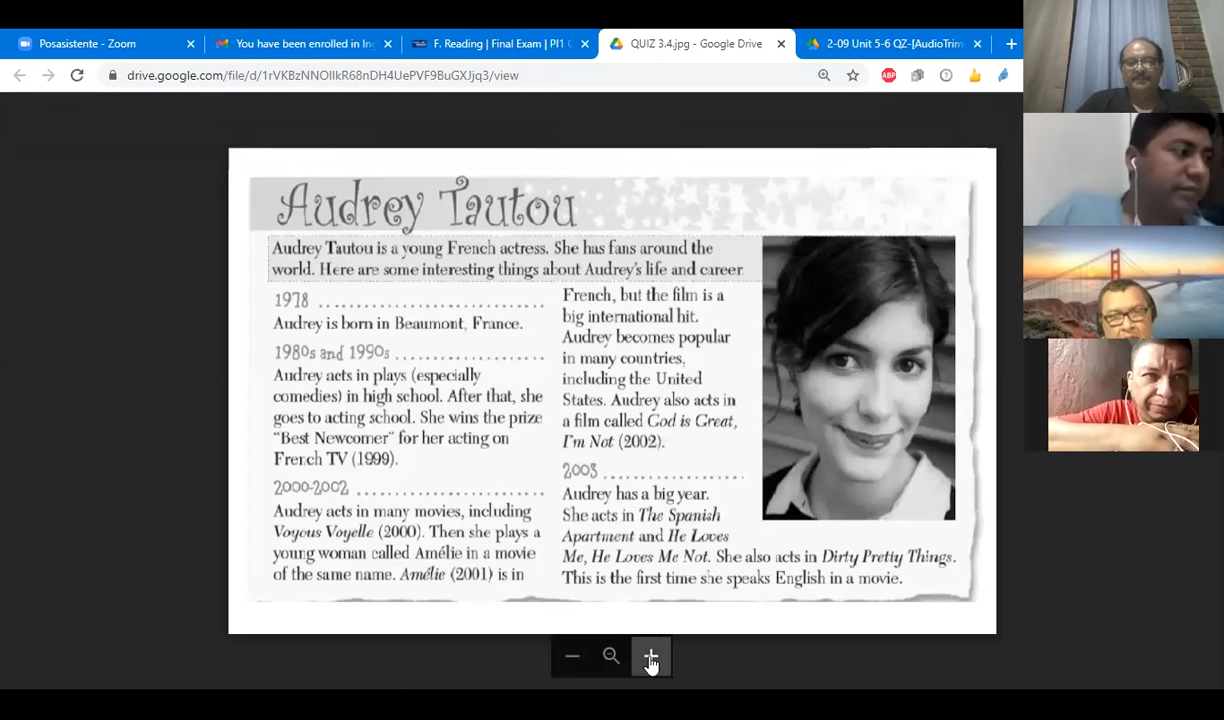 Posasistente - Zoom
You have been enrolled in In
F. Reading | Final Exam | PI1 C
QUIZ 3.4.jpg - Google Drive
2-09 Unit 5-6 QZ-[AudioTrim
drive.google.com/file/d/1rVKBzNNOIlkR68nDH4UePVF9BuGXJjq3/view
ABP
Audrey Tautou
Audrey Tautou is a young French actress. She has fans around the
world. Here are some interesting things about Audrey's life and career
1978
Audrey is born in Beaumont, France.
1980s and 1990s
Audrey acts in plays (especially
comedies) in high school. After that, she
goes to acting school. She wins the prize
"Best Newcomer" for her acting on
French TV (1999).
2000-2002
Audrey acts in many movies, including
Voyous Voyelle (2000). Then she plays a
young woman called Amélie in a movie
of the same name. Amélie (2001) is in
French, but the film is a
big international hit.
Audrey becomes popular
in many countries,
including the United
States. Audrey also acts in
a film called God is Great,
I'm Not (2002).
2003
Audrey has a big year.
She acts in The Spanish
Apartment and He Loves
Me, He Loves Me Not. She also acts in Dirty Pretty Things.
This is the first time she speaks English in a movie.